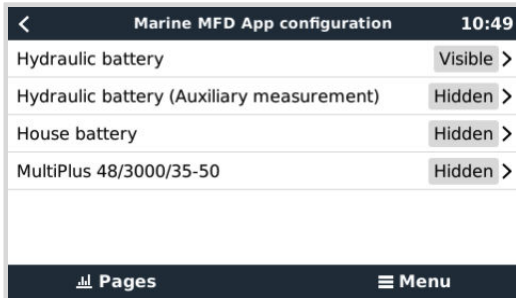 Marine MFD App configuration 10:49
Hydraulic battery Visible
Hydraulic battery (Auxiliary measurement) Hidden
House battery Hidden
MultiPlus 48/3000/35-50 Hidden
Pages Menu